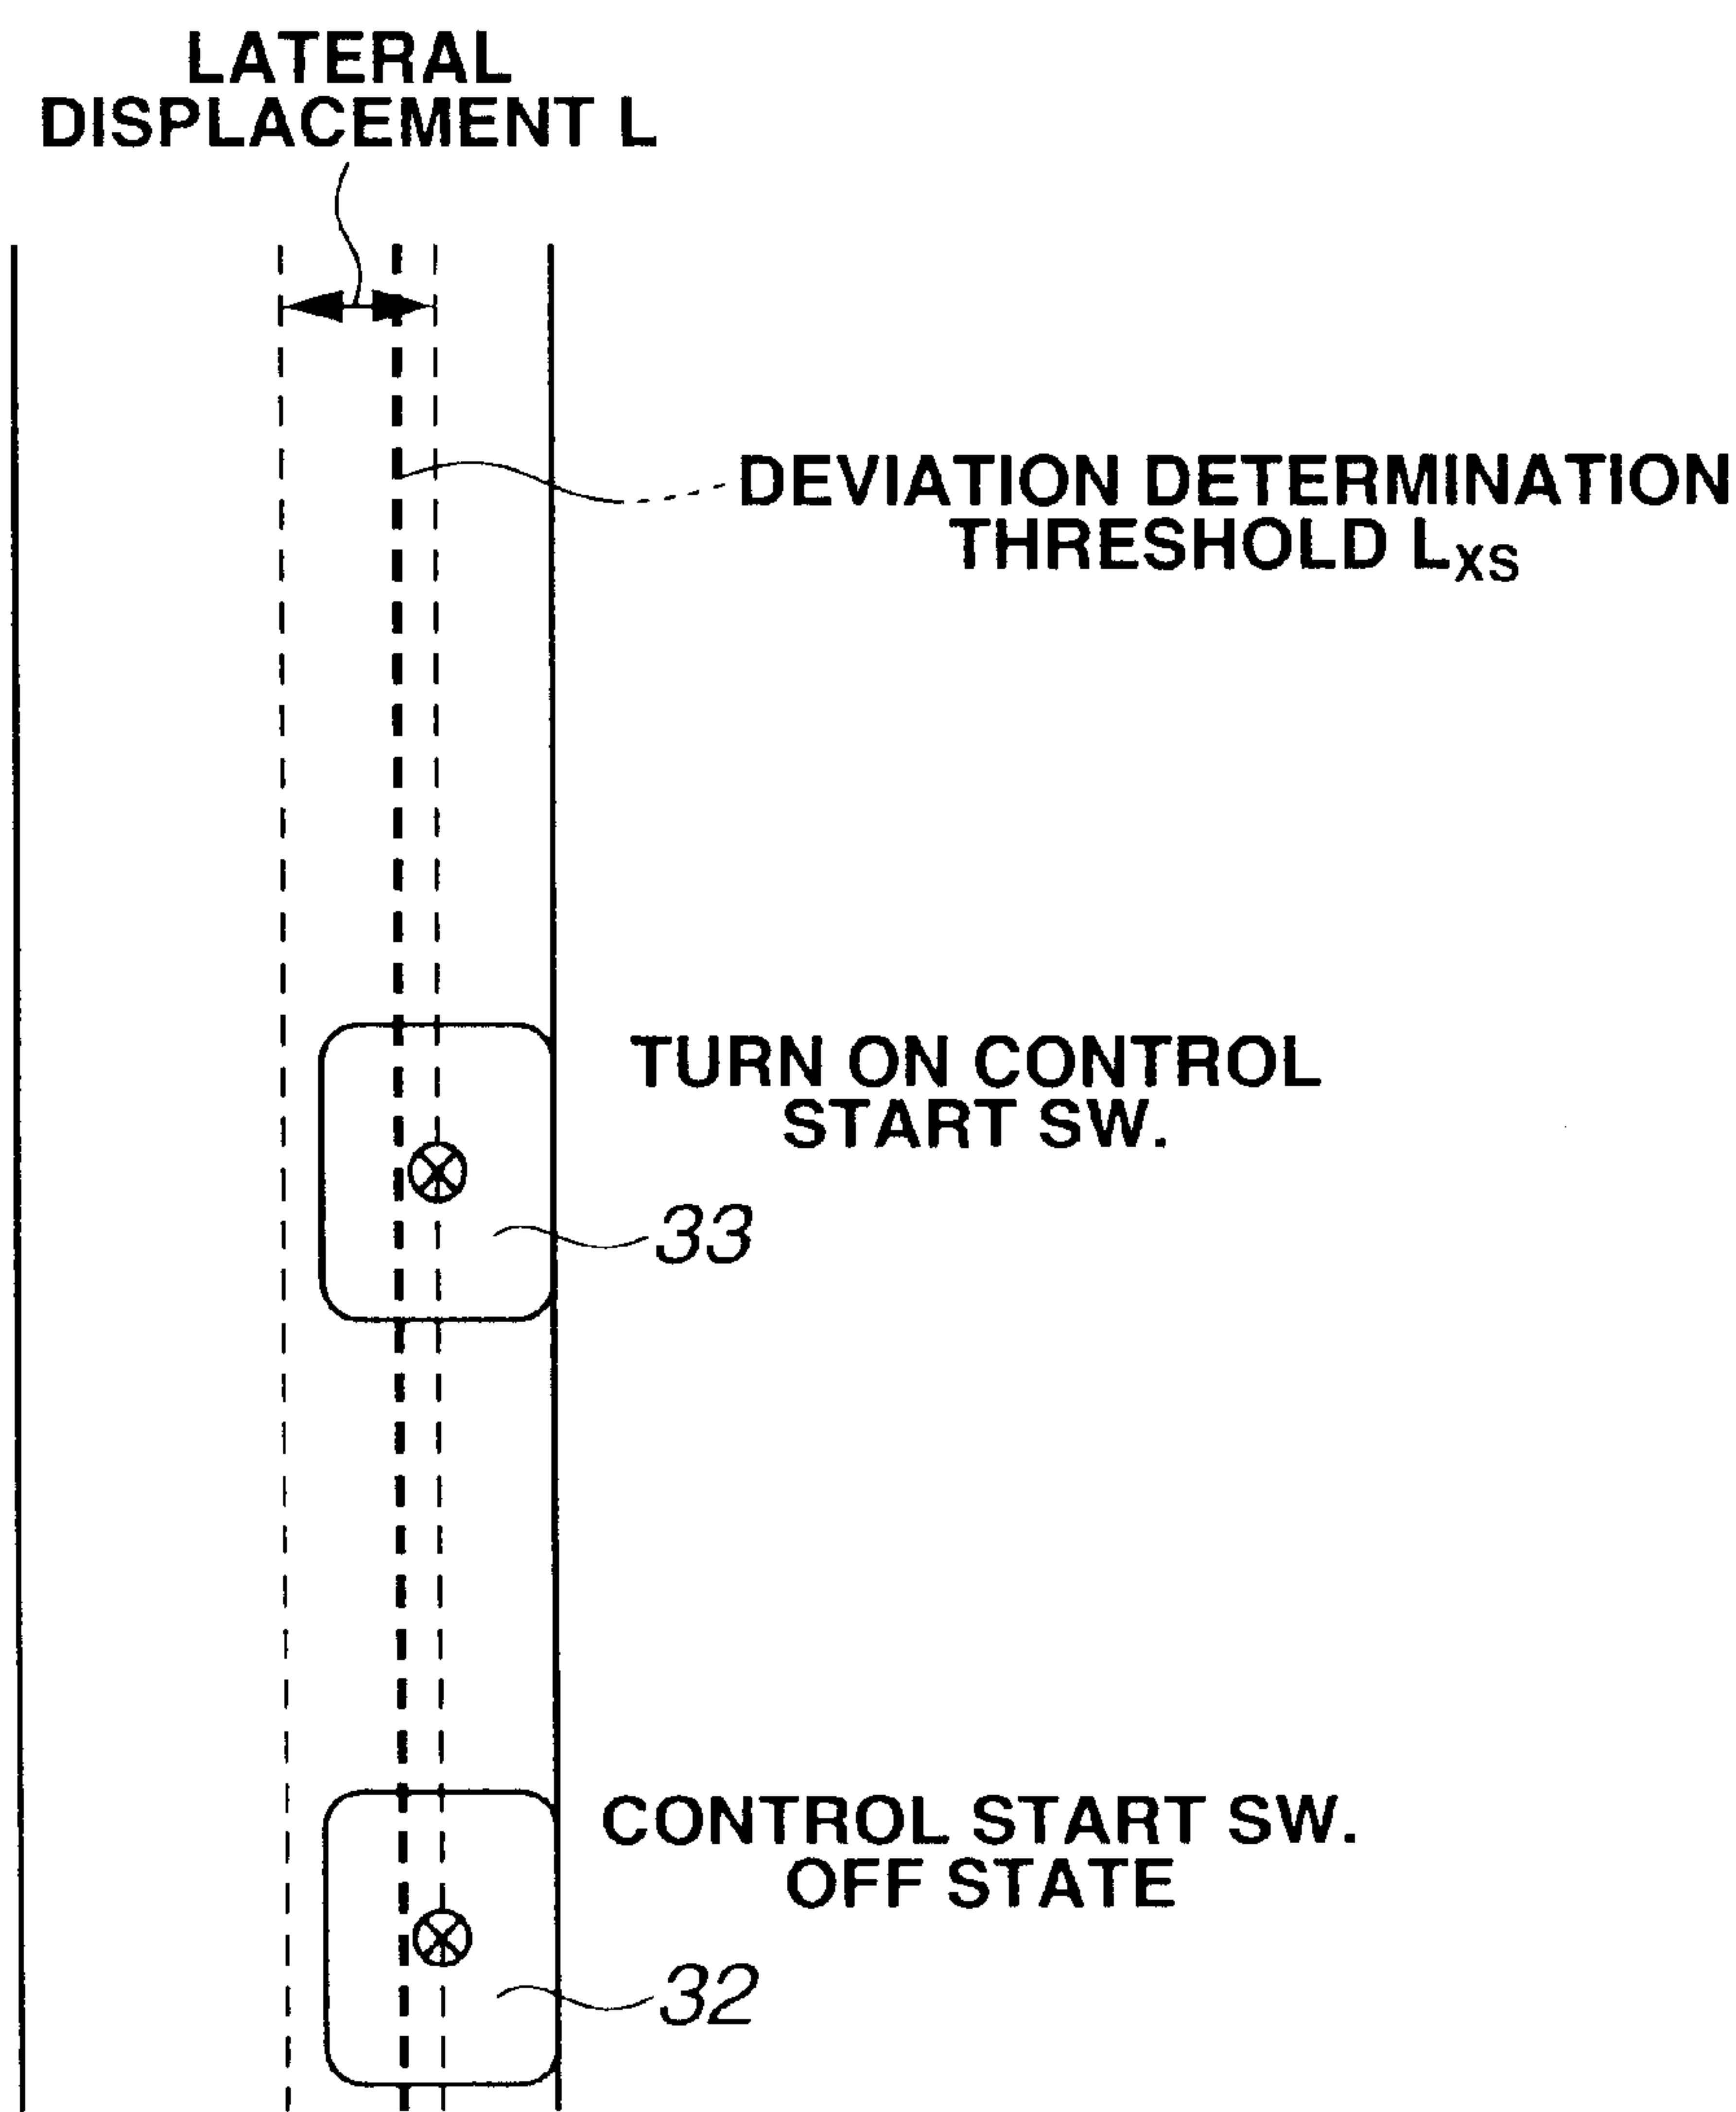 LATERAL
DISPLACEMENT L
DEVIATION DETERMINATION
THRESHOLD LXS
TURN ON CONTROL
START SW.
33
CONTROL START SW.
OFF STATE
32